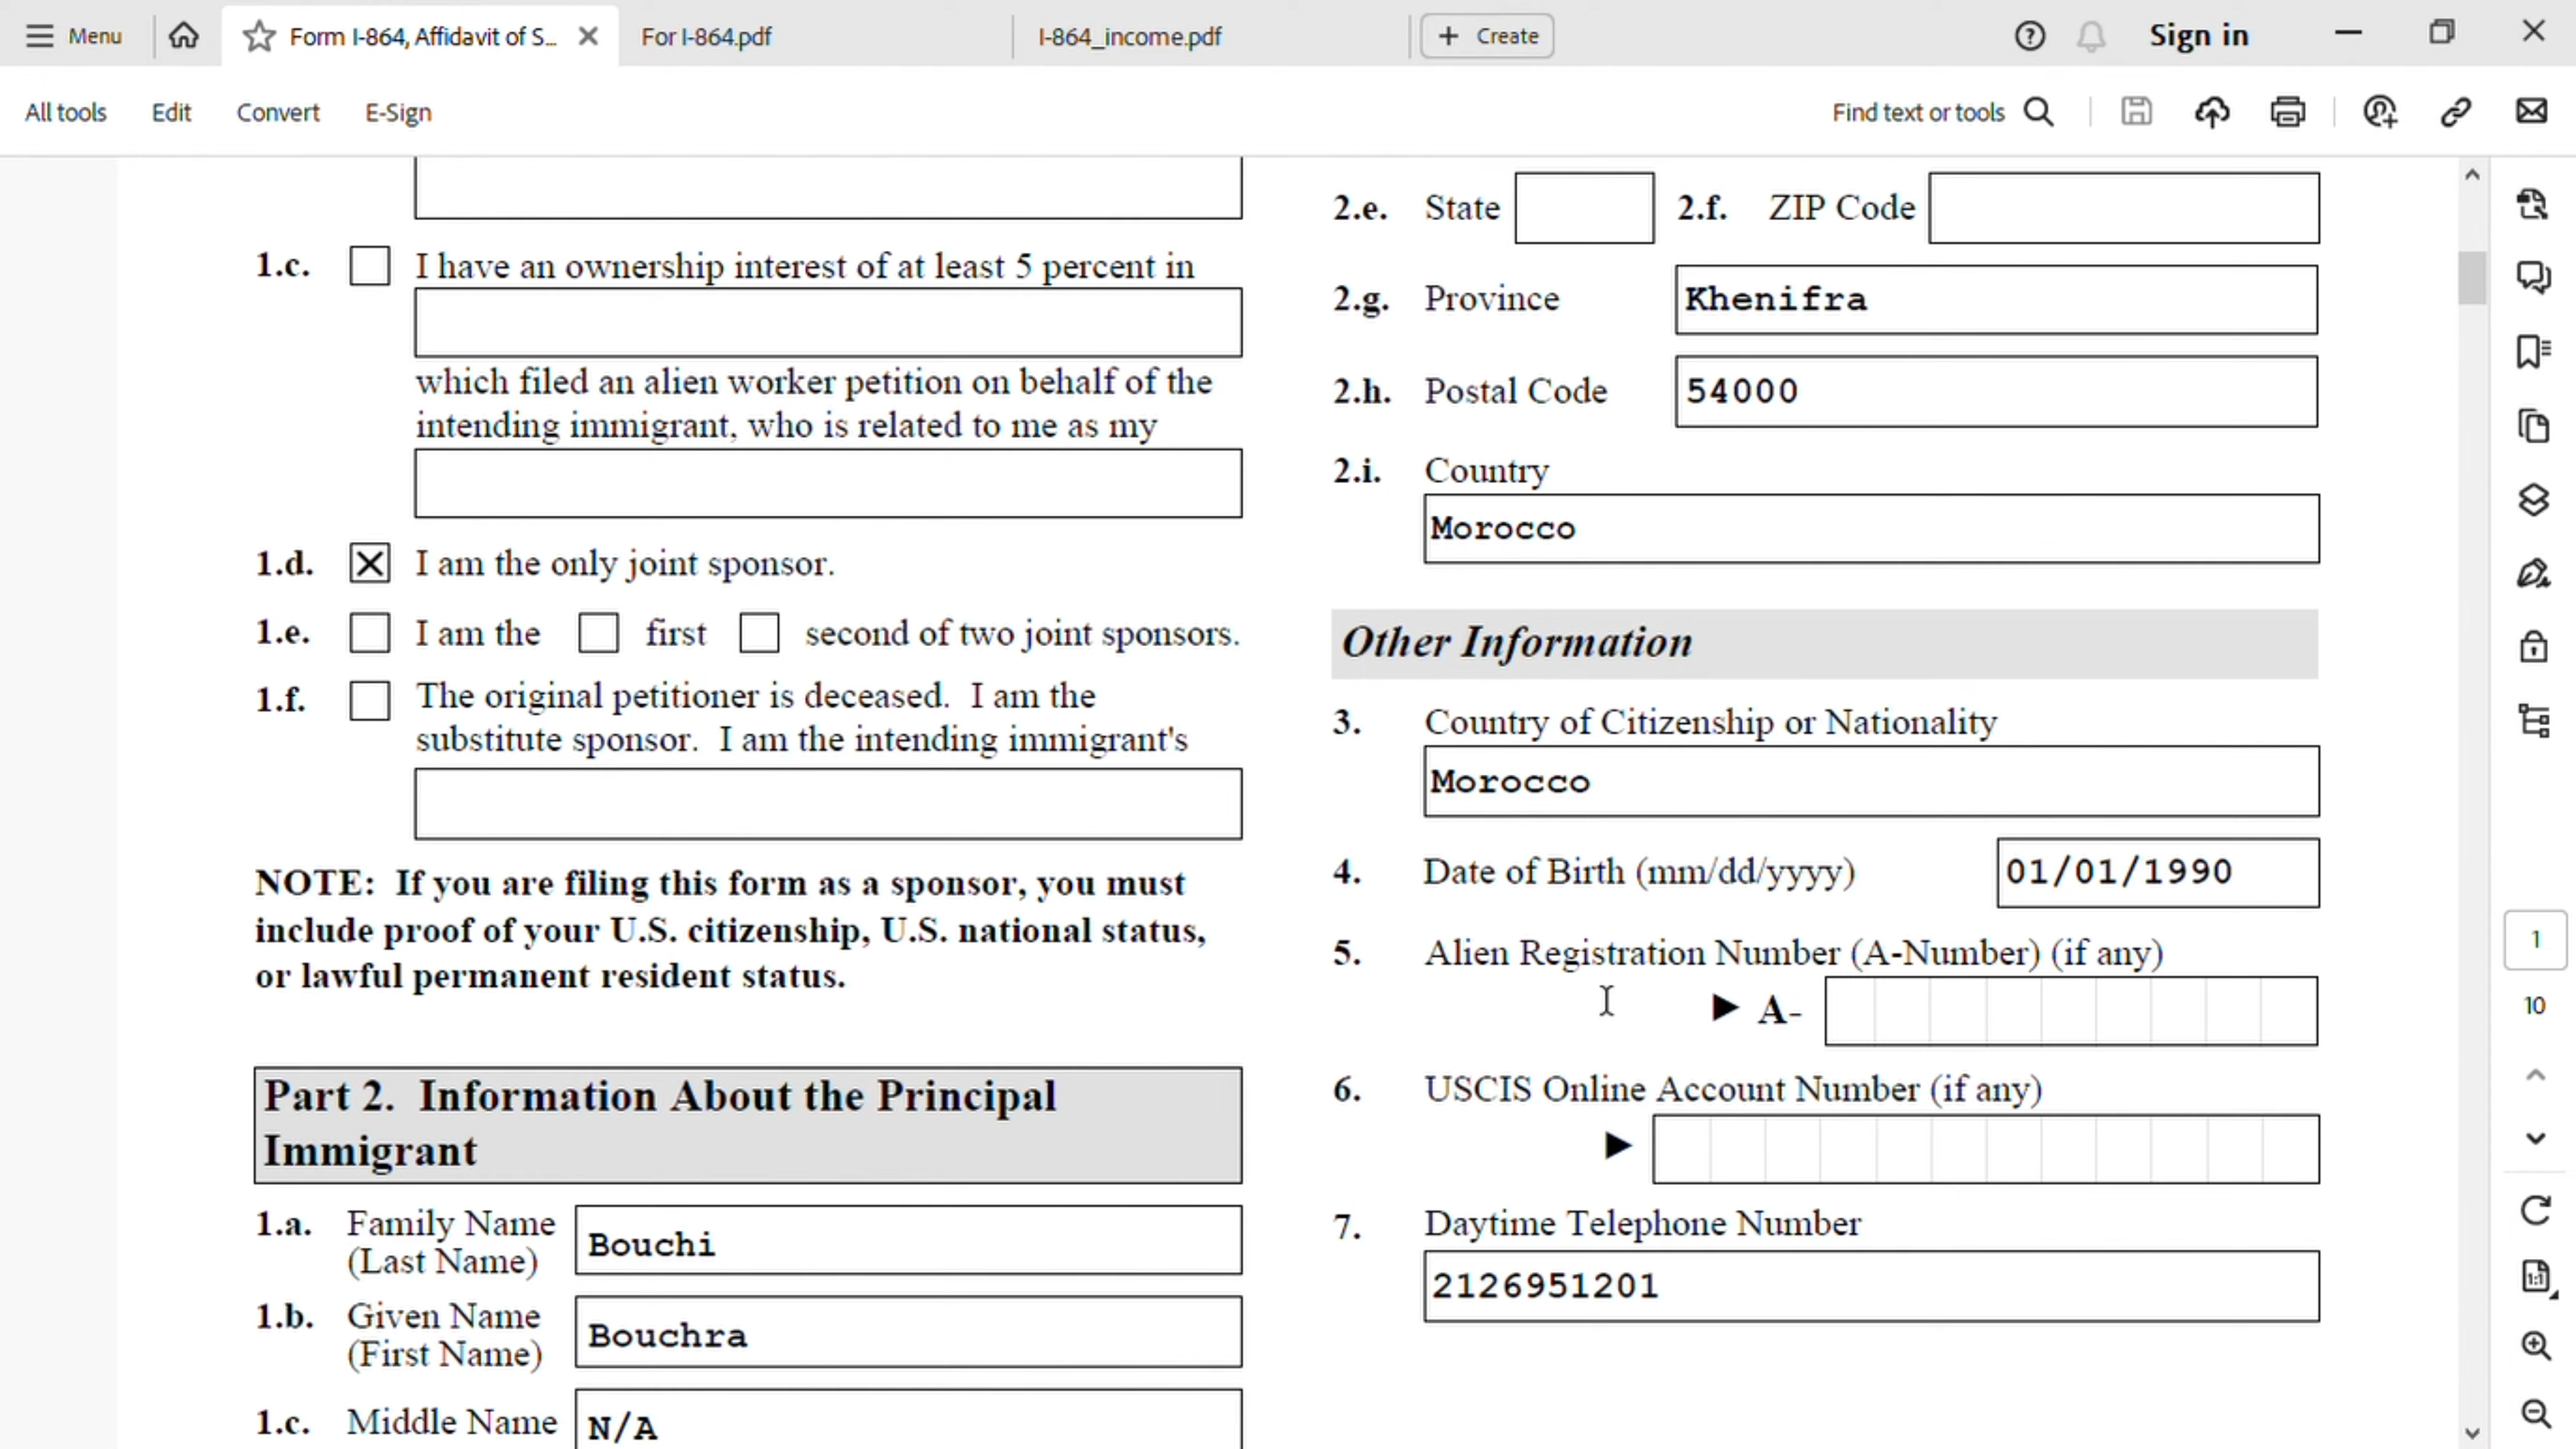 Menu
Form I-864, Affidavit of S...
For I-864.pdf
I-864_income.pdf
Create
Sign in
All tools
Edit
Convert
E-Sign
Find text or tools
1.c. I have an ownership interest of at least 5 percent in
which filed an alien worker petition on behalf of the
intending immigrant, who is related to me as my
1.d. X I am the only joint sponsor.
1.e. I am the first second of two joint sponsors.
1.f. The original petitioner is deceased. I am the
substitute sponsor. I am the intending immigrant's
NOTE: If you are filing this form as a sponsor, you must
include proof of your U.S. citizenship, U.S. national status,
or lawful permanent resident status.
Part 2. Information About the Principal
Immigrant
1.a. Family Name
(Last Name)
Bouchi
1.b. Given Name
(First Name)
Bouchra
1.c. Middle Name
N/A
2.e. State 2.f. ZIP Code
2.g. Province Khenifra
2.h. Postal Code 54000
2.i. Country
Morocco
Other Information
3. Country of Citizenship or Nationality
Morocco
4. Date of Birth (mm/dd/yyyy) 01/01/1990
5. Alien Registration Number (A-Number) (if any)
A-
6. USCIS Online Account Number (if any)
7. Daytime Telephone Number
2126951201
1
10
1:1